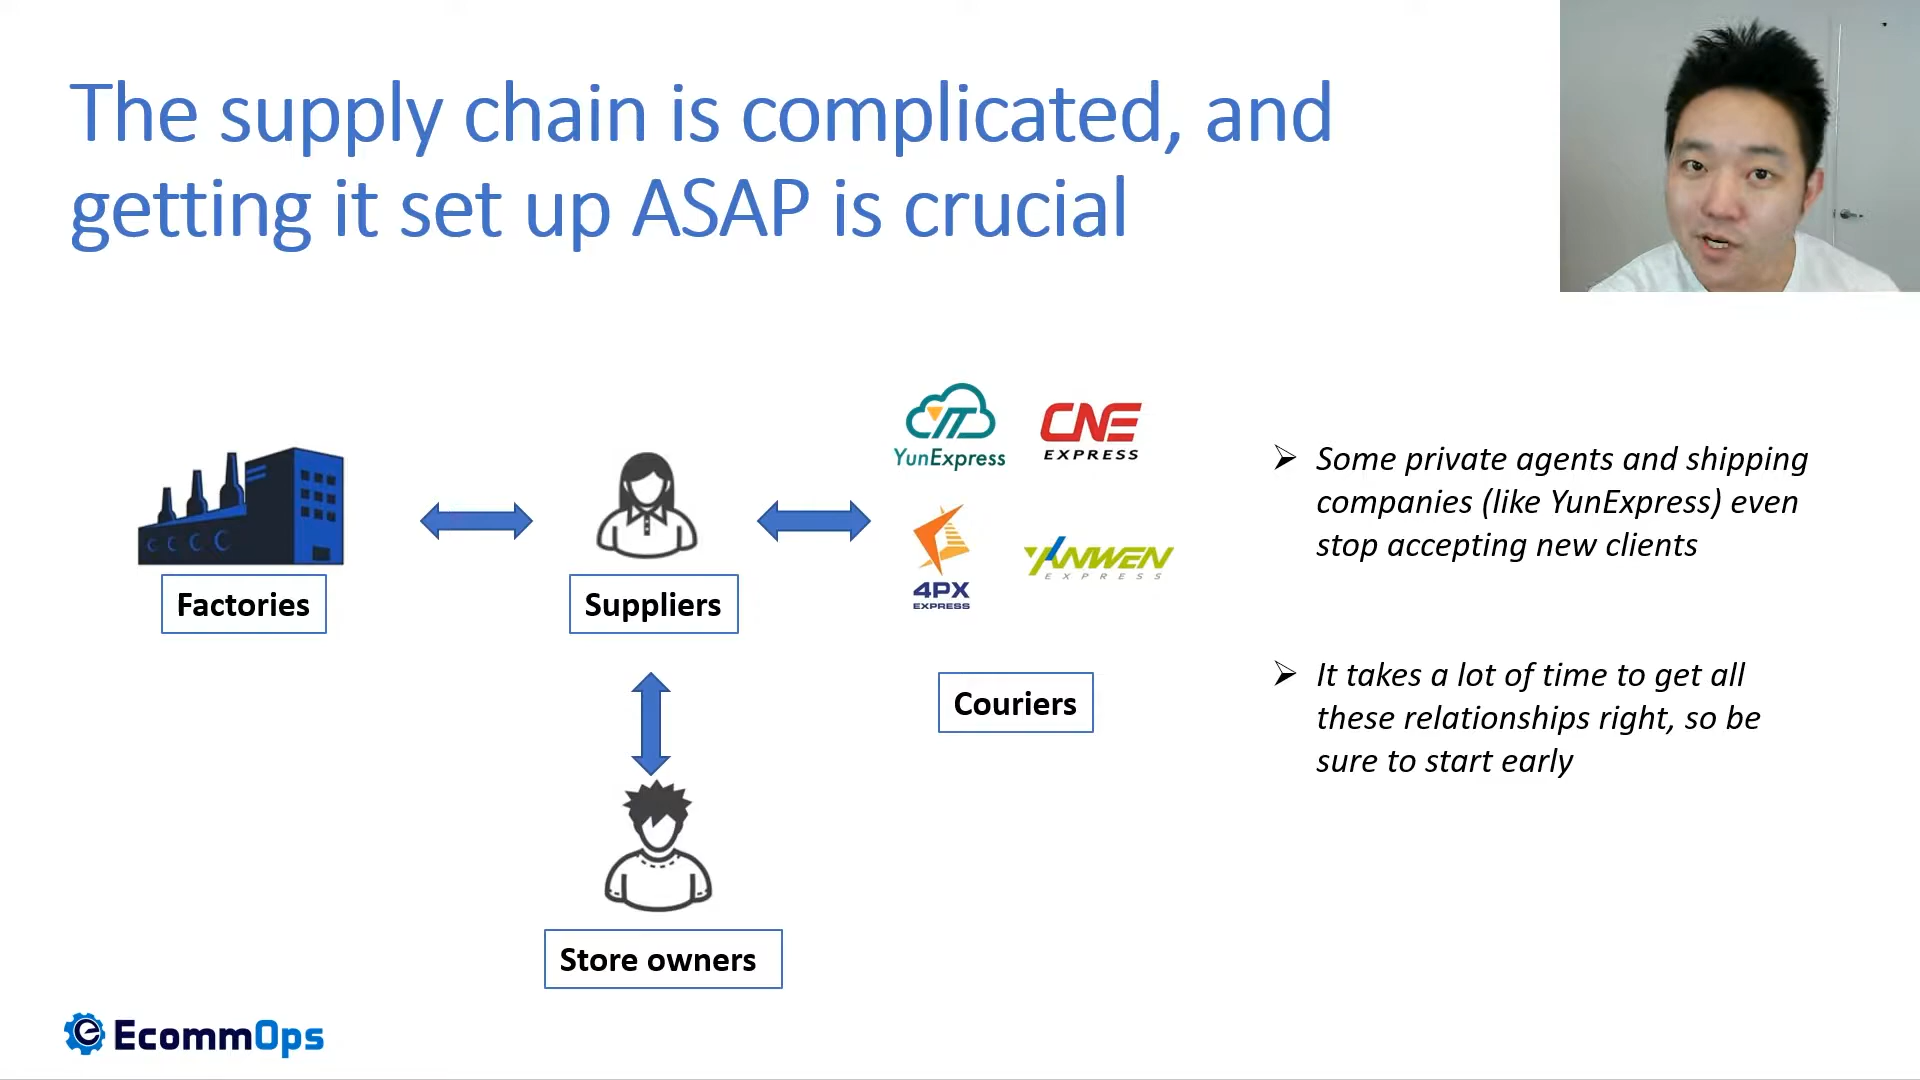 The supply chain is complicated, and
getting it set up ASAP is crucial
YunExpress
CNE
EXPRESS
4PX
EXPRESS
YANWEN
EXPRESS
Factories
Suppliers
Couriers
Store owners
Some private agents and shipping
companies (like YunExpress) even
stop accepting new clients
It takes a lot of time to get all
these relationships right, so be
sure to start early
EcommOps